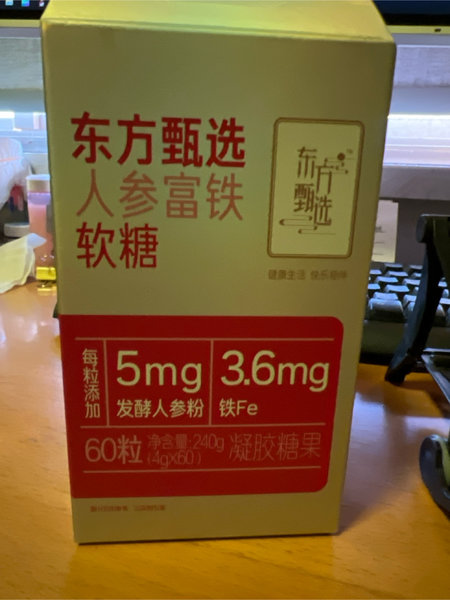 东方甄选
人参富铁
软糖
东方
甄选
健康生活 快乐相伴
每粒添加
5mg
发酵人参粉
3.6mg
铁Fe
60粒
净含量:240g
(4g×60)
凝胶糖果